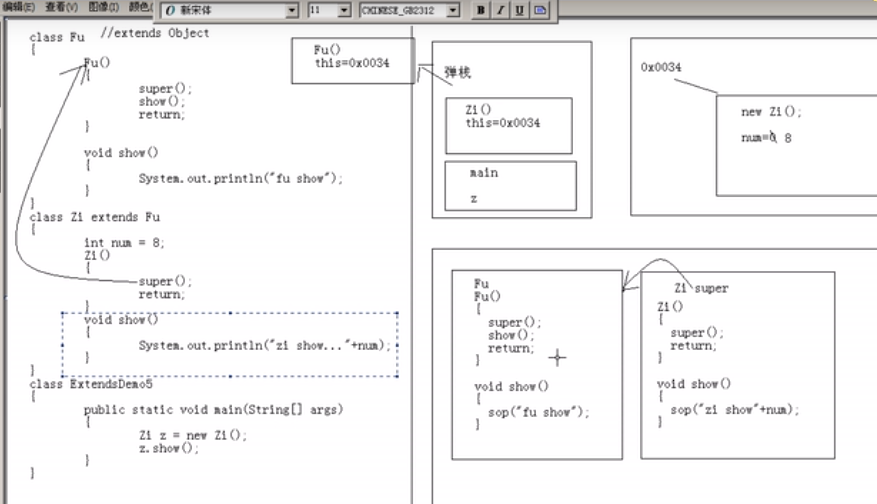 编辑(E) 查看(V) 图像(I)
新宋体 11 CHINESE_GB2312 B I U
class Fu //extends Object
{
Fu()
{
super();
show();
return;
}
void show()
{
System.out.println("fu show");
}
}
class Zi extends Fu
{
int num = 8;
Zi()
{
super();
return;
}
void show()
{
System.out.println("zi show..."+num);
}
}
class ExtendsDemo5
{
public static void main(String[] args)
{
Zi z = new Zi();
z.show();
}
}
Fu()
this=0x0034
弹栈
Zi()
this=0x0034
main
z
0x0034
new Zi();
num=0 8
Fu
Fu()
{
super();
show();
return;
}
void show()
{
sop("fu show");
}
Zi super
Zi()
{
super();
return;
}
void show()
{
sop("zi show"+num);
}